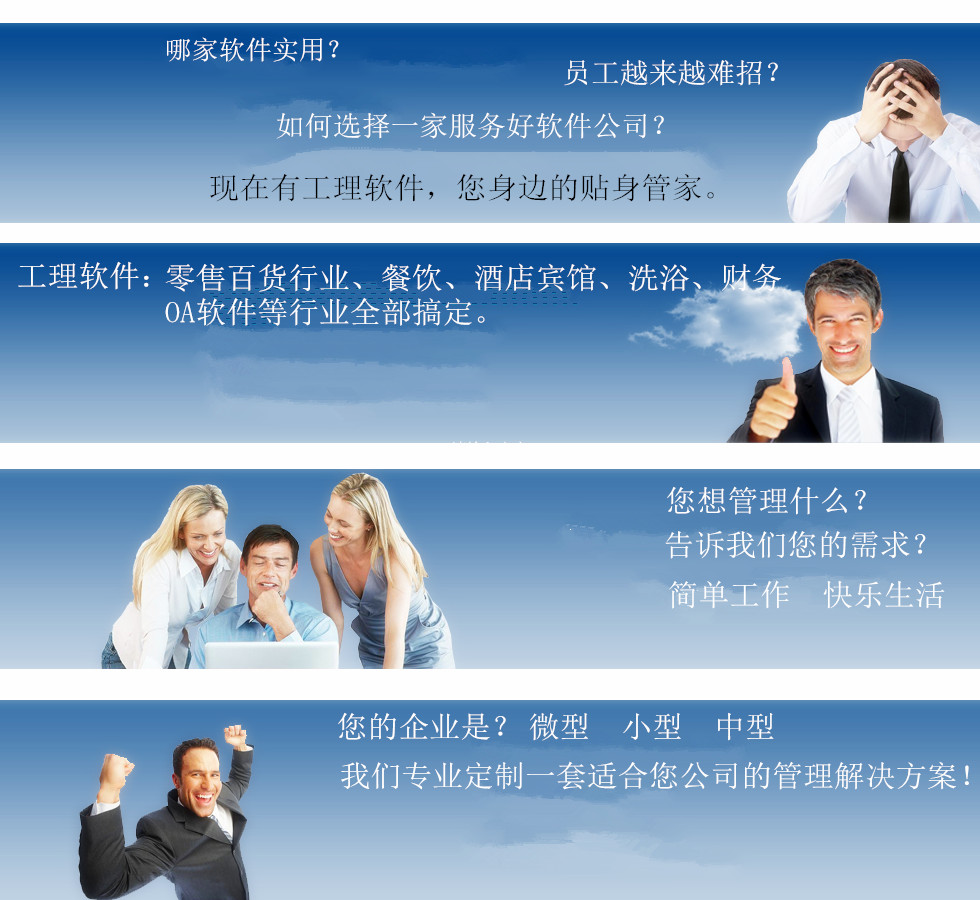 哪家软件实用？
员工越来越难招？
如何选择一家服务好软件公司？
现在有工理软件，您身边的贴身管家。
工理软件：零售百货行业、餐饮、酒店宾馆、洗浴、财务
OA软件等行业全部搞定。
您想管理什么？
告诉我们您的需求？
简单工作　快乐生活
您的企业是？ 微型　小型　中型
我们专业定制一套适合您公司的管理解决方案！